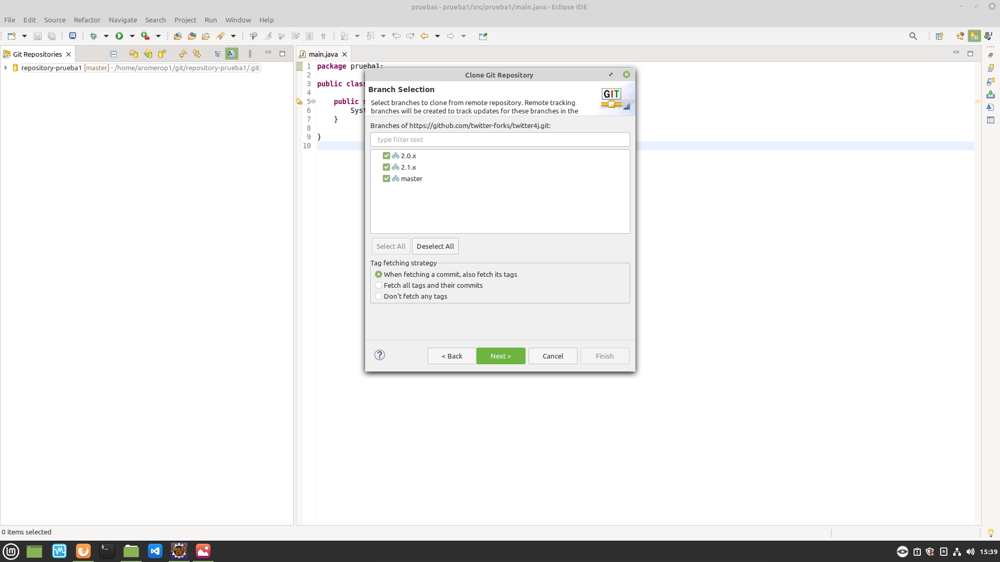 pruebas - prueba1/src/prueba1/main.java - Eclipse IDE
File Edit Source Refactor Navigate Search Project Run Window Help
Git Repositories
main.java
repository-prueba1 [master] - /home/aromerop1/git/repository-prueba1/.git
1 package prueba1;
2
3 public class
4
5 public s
6 Syst
7 }
8
9 }
10
Clone Git Repository
Branch Selection
Select branches to clone from remote repository. Remote tracking
branches will be created to track updates for these branches in the
GIT
Branches of https://github.com/twitter-forks/twitter4j.git:
type filter text
2.0.x
2.1.x
master
Select All Deselect All
Tag fetching strategy
When fetching a commit, also fetch its tags
Fetch all tags and their commits
Don't fetch any tags
? < Back Next > Cancel Finish
0 items selected
Java EE
IDE
15:39